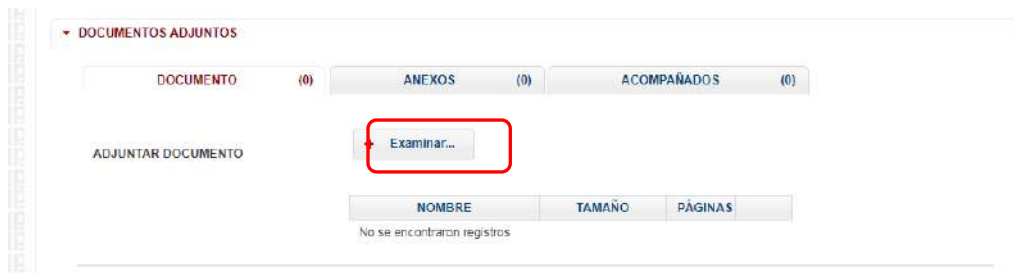 DOCUMENTOS ADJUNTOS
DOCUMENTO (0) ANEXOS (0) ACOMPAÑADOS (0)
ADJUNTAR DOCUMENTO + Examinar...
NOMBRE TAMAÑO PÁGINAS
No se encontraron registros